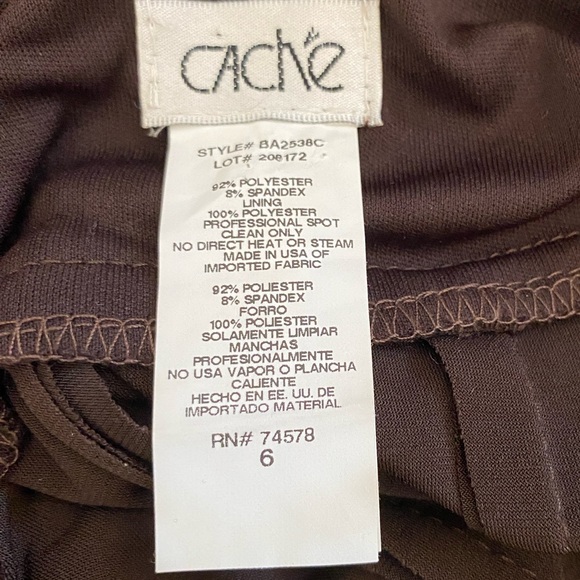 CACHé
STYLE# BA2538C
LOT# 208172
92% POLYESTER
8% SPANDEX
LINING
100% POLYESTER
PROFESSIONAL SPOT
CLEAN ONLY
NO DIRECT HEAT OR STEAM
MADE IN USA OF
IMPORTED FABRIC
92% POLIESTER
8% SPANDEX
FORRO
100% POLIESTER
SOLAMENTE LIMPIAR
MANCHAS
PROFESIONALMENTE
NO USA VAPOR O PLANCHA
CALIENTE
HECHO EN EE. UU. DE
IMPORTADO MATERIAL
RN# 74578
6